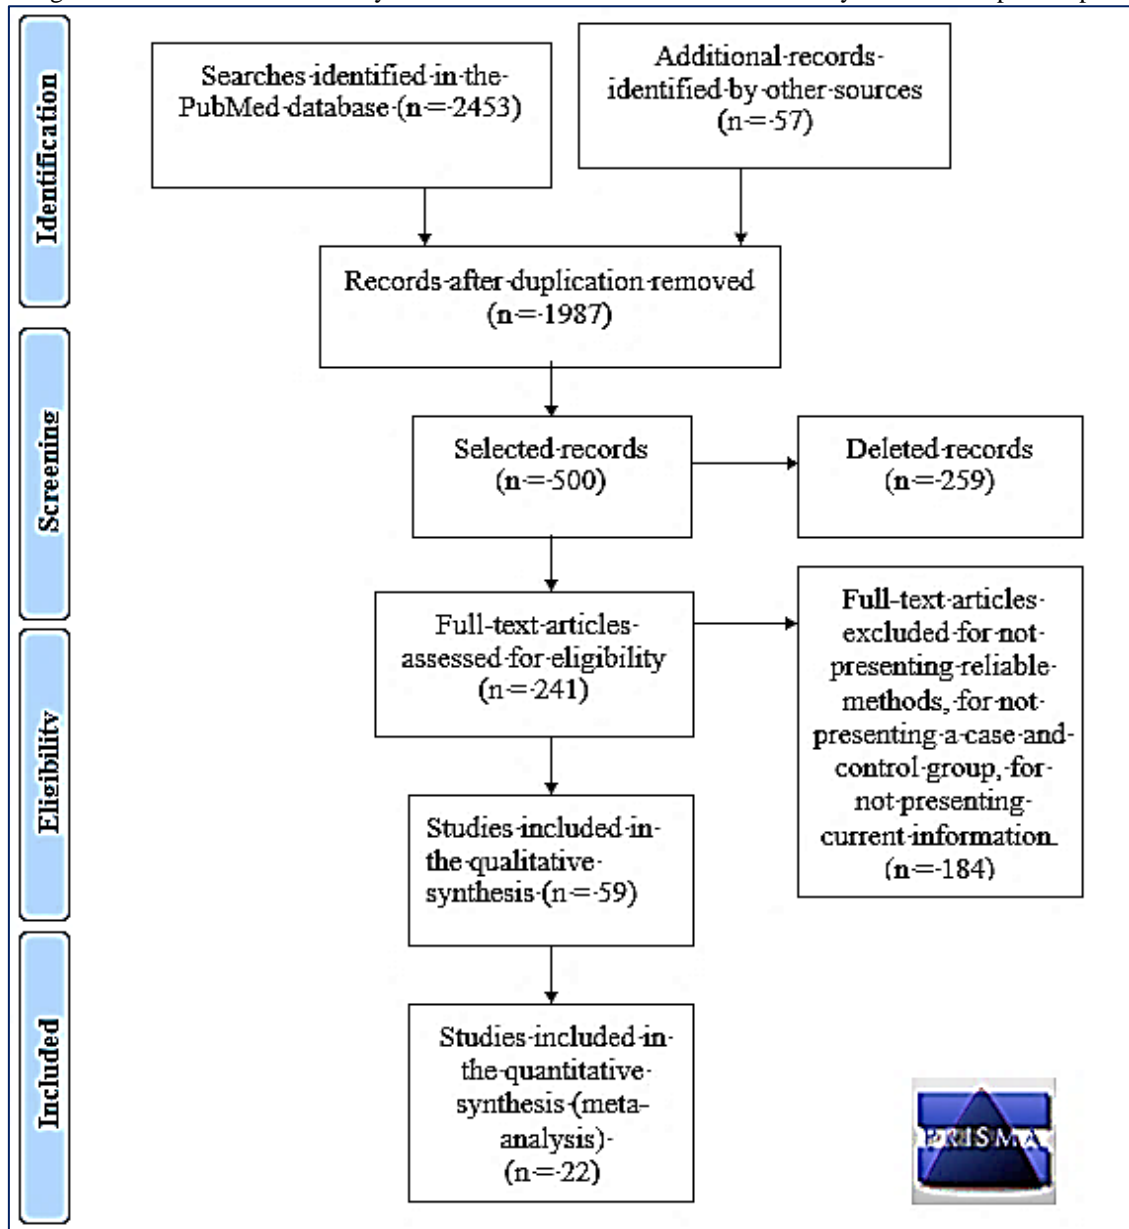 Identification
Searches·identified·in·the·
PubMed·database·(n·=·2453)
Additional·records·
identified·by·other·sources
(n·=·57)
Records·after·duplication·removed
(n·=·1987)
Screening
Selected·records
(n·=·500)
Deleted·records
(n·=·259)
Eligibility
Full-text·articles·
assessed·for·eligibility
(n·=·241)
Full-text·articles·
excluded·for·not·
presenting·reliable·
methods,·for·not·
presenting·a·case·and·
control·group,·for·
not·presenting·
current·information.
(n·=·184)
Studies·included·in·
the·qualitative·
synthesis·(n·=·59)
Included
Studies·included·in·
the·quantitative·
synthesis·(meta-
analysis)·
(n·=·22)
PRISMA